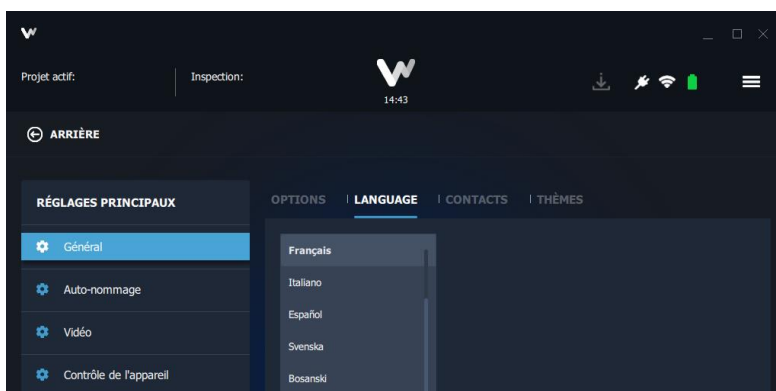 Projet actif:
Inspection:
14:43
ARRIÈRE
RÉGLAGES PRINCIPAUX
OPTIONS
LANGUAGE
CONTACTS
THÈMES
Général
Français
Italiano
Auto-nommage
Español
Vidéo
Svenska
Contrôle de l'appareil
Bosanski